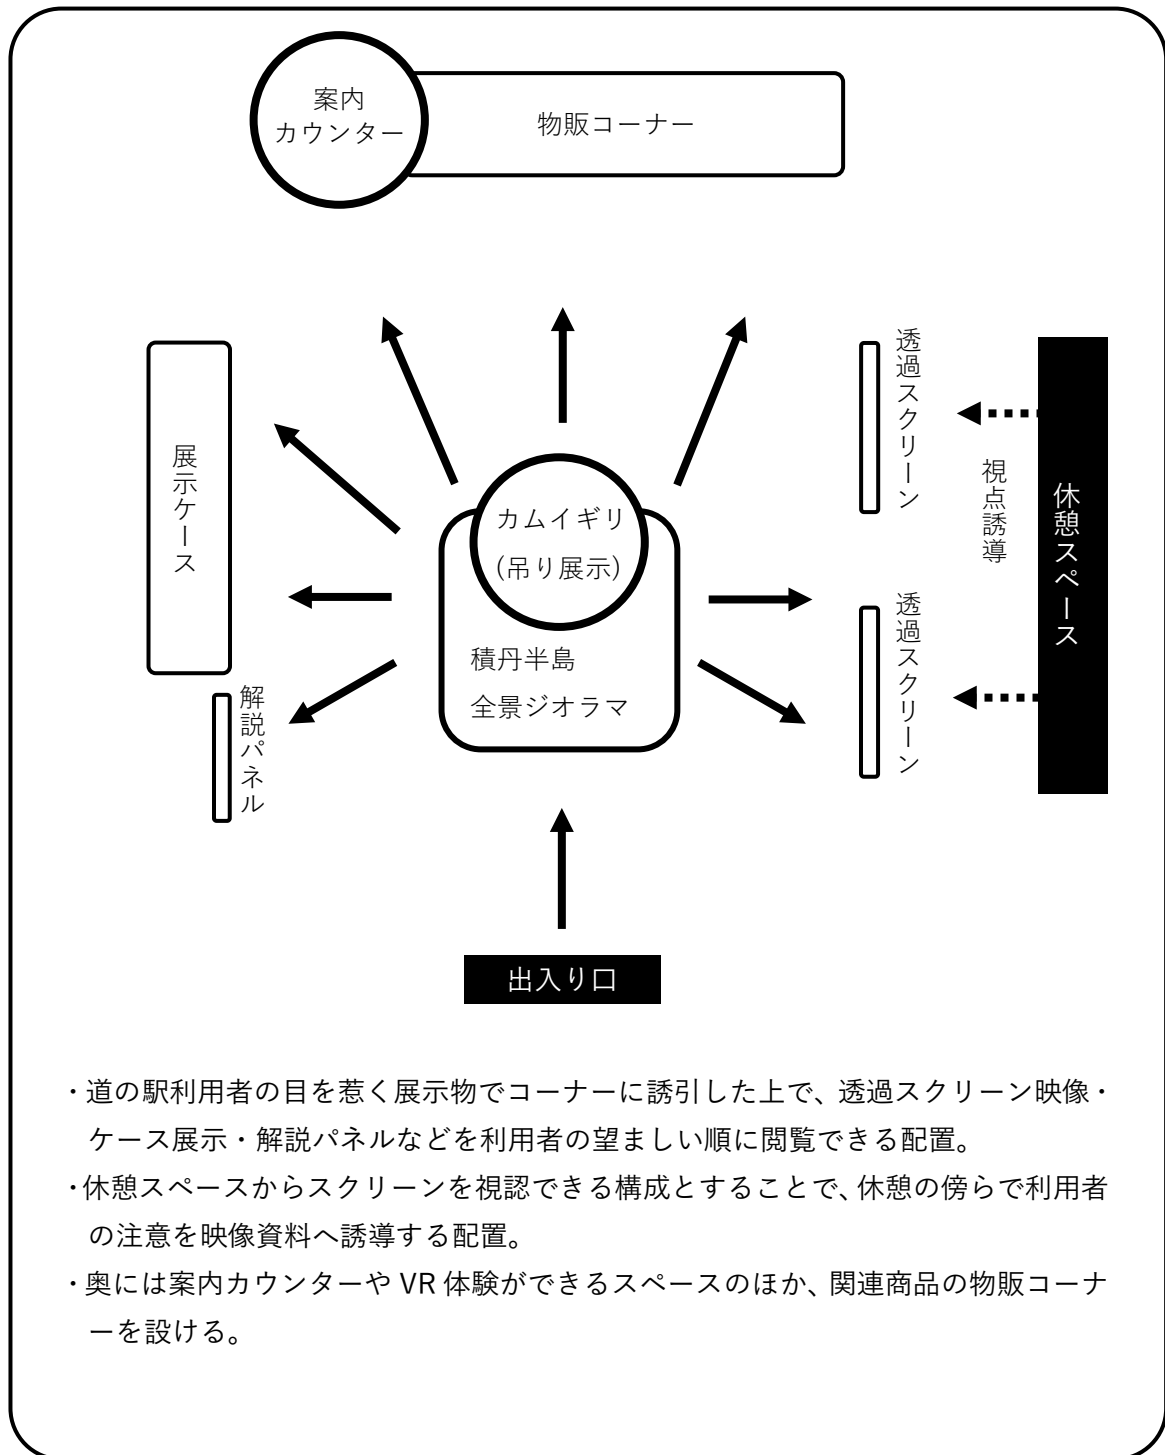 案内
カウンター
物販コーナー
透過スクリーン
視点誘導
休憩スペース
展示ケース
カムイギリ
(吊り展示)
積丹半島
全景ジオラマ
透過スクリーン
解説パネル
出入り口
・道の駅利用者の目を惹く展示物でコーナーに誘引した上で、透過スクリーン映像・
ケース展示・解説パネルなどを利用者の望ましい順に閲覧できる配置。
・休憩スペースからスクリーンを視認できる構成とすることで、休憩の傍らで利用者
の注意を映像資料へ誘導する配置。
・奥には案内カウンターや VR 体験ができるスペースのほか、関連商品の物販コーナ
ーを設ける。